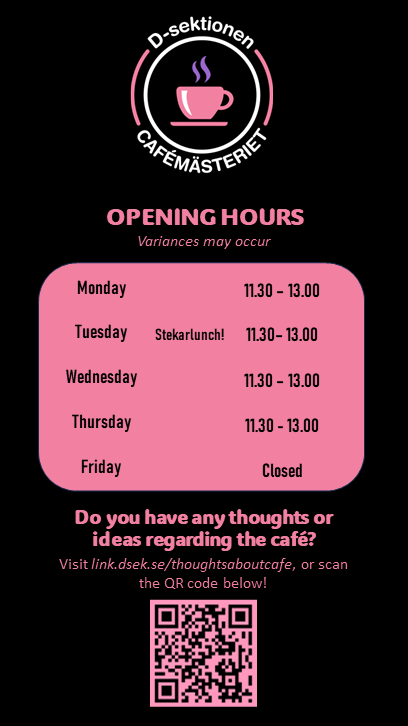 D-sektionen
CAFÉMÄSTERIET
OPENING HOURS
Variances may occur
Monday 11.30 - 13.00
Tuesday Stekarlunch! 11.30- 13.00
Wednesday 11.30 - 13.00
Thursday 11.30 - 13.00
Friday Closed
Do you have any thoughts or
ideas regarding the café?
Visit link.dsek.se/thoughtsaboutcafe, or scan
the QR code below!